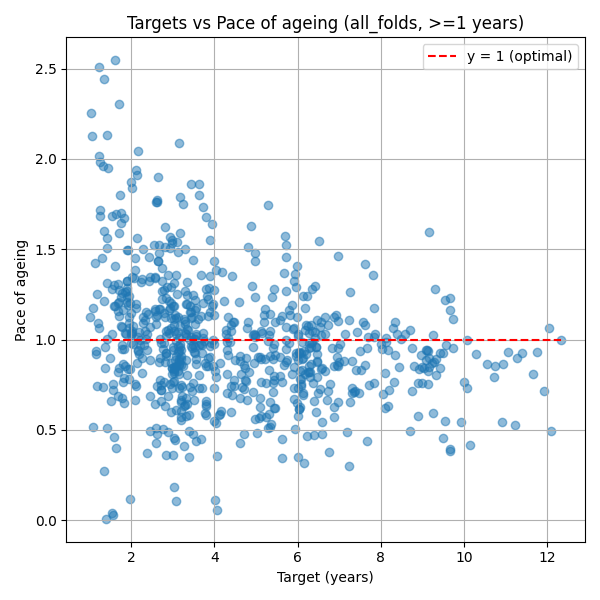 Targets vs Pace of ageing (all_folds, >=1 years)
y = 1 (optimal)
2.5
2.0
1.5
1.0
0.5
0.0
Pace of ageing
2 4 6 8 10 12
Target (years)